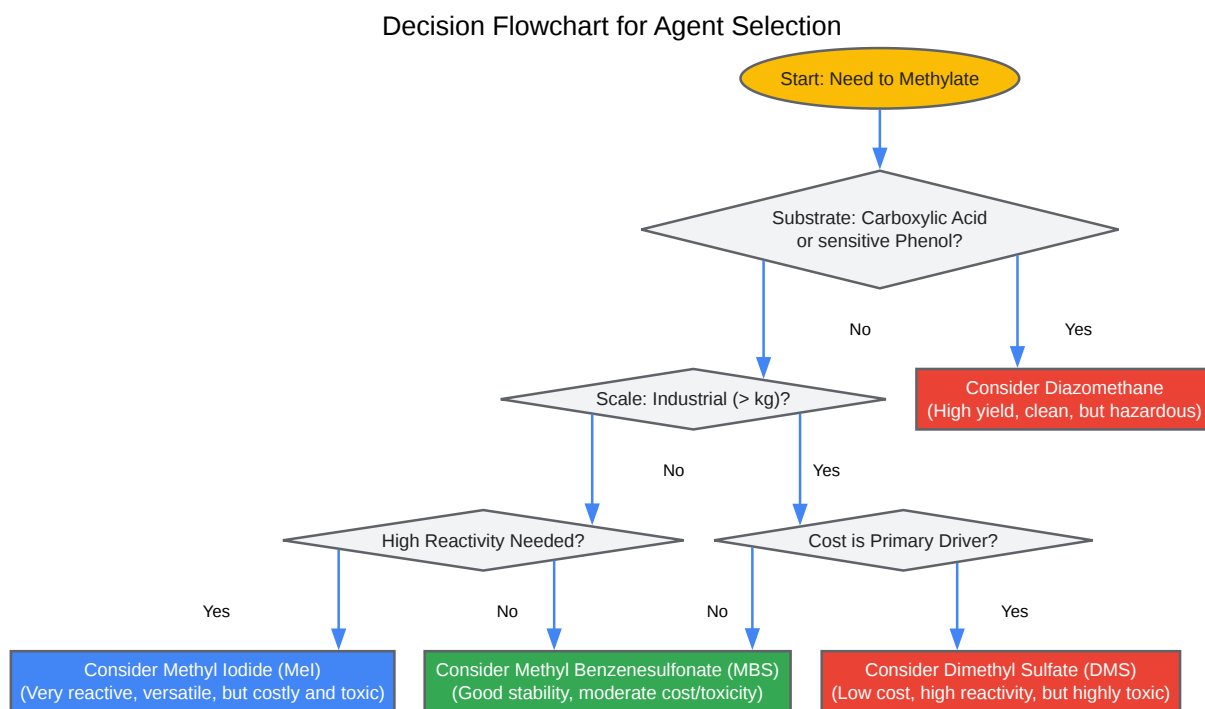 Decision Flowchart for Agent Selection
Start: Need to Methylate
Substrate: Carboxylic Acid
or sensitive Phenol?
No
Yes
Scale: Industrial (> kg)?
Consider Diazomethane
(High yield, clean, but hazardous)
No
Yes
High Reactivity Needed?
Cost is Primary Driver?
Yes
No
No
Yes
Consider Methyl Iodide (MeI)
(Very reactive, versatile, but costly and toxic)
Consider Methyl Benzenesulfonate (MBS)
(Good stability, moderate cost/toxicity)
Consider Dimethyl Sulfate (DMS)
(Low cost, high reactivity, but highly toxic)